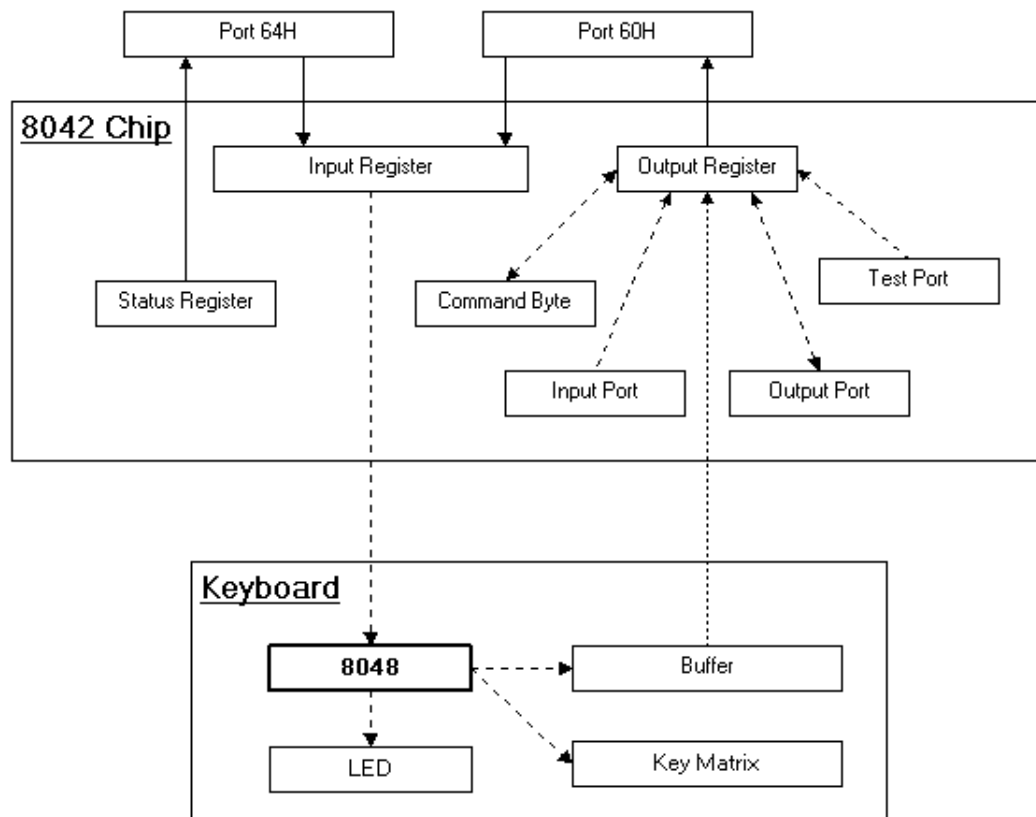 Port 64H
Port 60H
8042 Chip
Input Register
Output Register
Status Register
Command Byte
Test Port
Input Port
Output Port
Keyboard
8048
Buffer
LED
Key Matrix